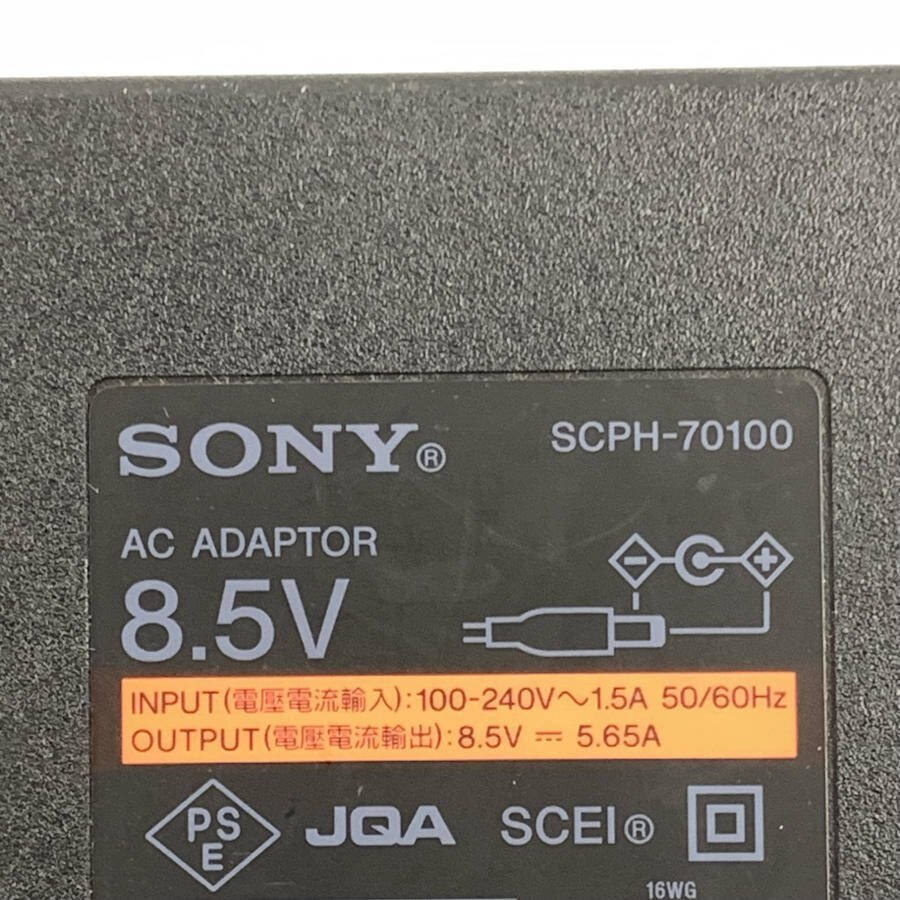 SONY® SCPH-70100
AC ADAPTOR
8.5V
INPUT(電壓電流輸入):100-240V～1.5A 50/60Hz
OUTPUT(電壓電流輸出):8.5V ⎓ 5.65A
PSE JQA SCEI®
16WG